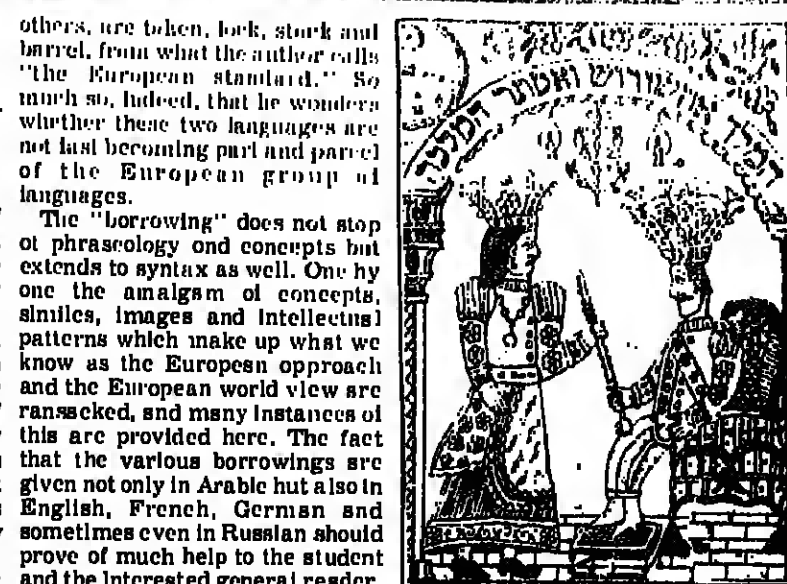 others, are taken, lock, stock and
barrel, from what the author calls
"the European standard." So
much so, indeed, that he wonders
whether these two languages are
not fast becoming part and parcel
of the European group of
languages.
The "borrowing" does not stop
at phraseology and concepts but
extends to syntax as well. One by
one the amalgam of concepts,
similes, images and intellectual
patterns which make up what we
know as the European approach
and the European world view are
ransacked, and many instances of
this are provided here. The fact
that the various borrowings are
given not only in Arabic but also in
English, French, German and
sometimes even in Russian should
prove of much help to the student
and the interested general reader.
ואסתר המלכה